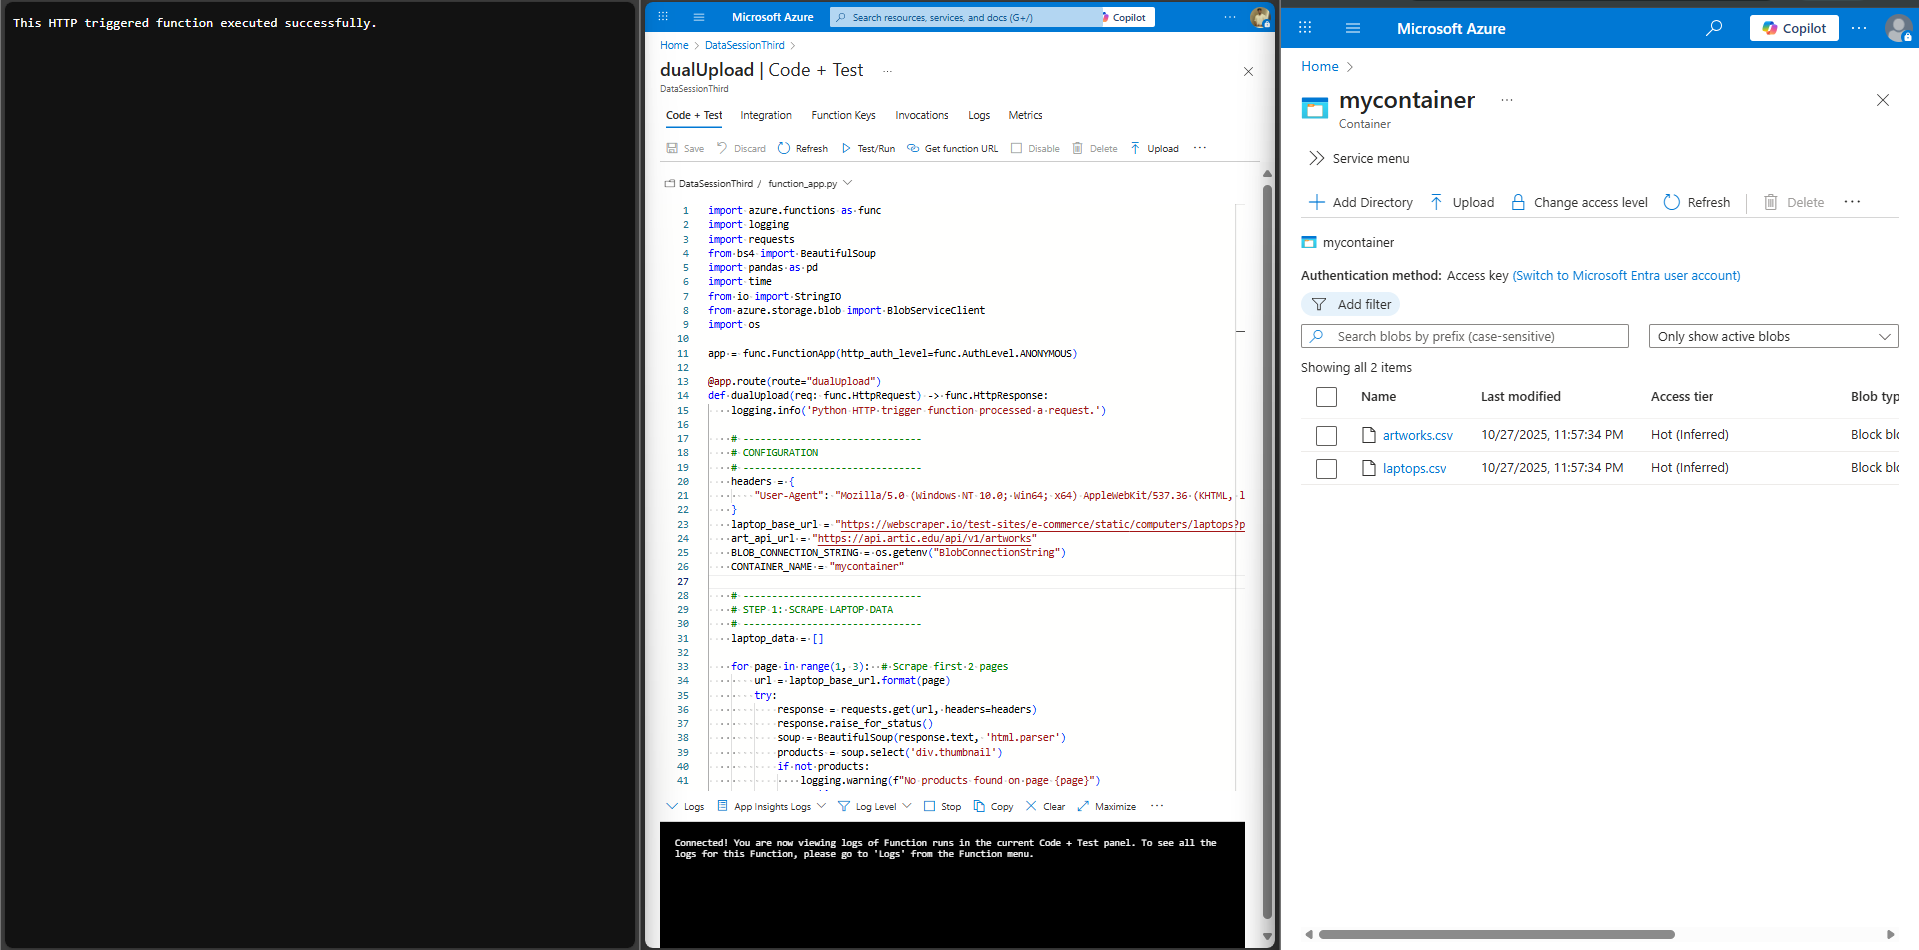 This HTTP triggered function executed successfully.
Microsoft Azure
Search resources, services, and docs (G+/)
Copilot
Home > DataSessionThird >
dualUpload | Code + Test ...
DataSessionThird
Code + Test Integration Function Keys Invocations Logs Metrics
Save Discard Refresh Test/Run Get function URL Disable Delete Upload ...
DataSessionThird / function_app.py
1 import azure.functions as func
2 import logging
3 import requests
4 from bs4 import BeautifulSoup
5 import pandas as pd
6 import time
7 from io import StringIO
8 from azure.storage.blob import BlobServiceClient
9 import os
10
11 app = func.FunctionApp(http_auth_level=func.AuthLevel.ANONYMOUS)
12
13 @app.route(route="dualUpload")
14 def dualUpload(req: func.HttpRequest) -> func.HttpResponse:
15     logging.info('Python HTTP trigger function processed a request.')
16
17     # -------------------------------
18     # CONFIGURATION
19     # -------------------------------
20     headers = {
21         "User-Agent": "Mozilla/5.0 (Windows NT 10.0; Win64; x64) AppleWebKit/537.36 (KHTML, l
22     }
23     laptop_base_url = "https://webscraper.io/test-sites/e-commerce/static/computers/laptops?p
24     art_api_url = "https://api.artic.edu/api/v1/artworks"
25     BLOB_CONNECTION_STRING = os.getenv("BlobConnectionString")
26     CONTAINER_NAME = "mycontainer"
27
28     # -------------------------------
29     # STEP 1: SCRAPE LAPTOP DATA
30     # -------------------------------
31     laptop_data = []
32
33     for page in range(1, 3):  # Scrape first 2 pages
34         url = laptop_base_url.format(page)
35         try:
36             response = requests.get(url, headers=headers)
37             response.raise_for_status()
38             soup = BeautifulSoup(response.text, 'html.parser')
39             products = soup.select('div.thumbnail')
40             if not products:
41                 logging.warning(f"No products found on page {page}")
Logs App Insights Logs Log Level Stop Copy Clear Maximize ...
Connected! You are now viewing logs of Function runs in the current Code + Test panel. To see all the
logs for this Function, please go to 'Logs' from the Function menu.
Microsoft Azure
Copilot
Home >
mycontainer ...
Container
Service menu
Add Directory Upload Change access level Refresh Delete ...
mycontainer
Authentication method: Access key (Switch to Microsoft Entra user account)
Add filter
Search blobs by prefix (case-sensitive)
Only show active blobs
Showing all 2 items
Name Last modified Access tier Blob typ
artworks.csv 10/27/2025, 11:57:34 PM Hot (Inferred) Block blo
laptops.csv 10/27/2025, 11:57:34 PM Hot (Inferred) Block blo